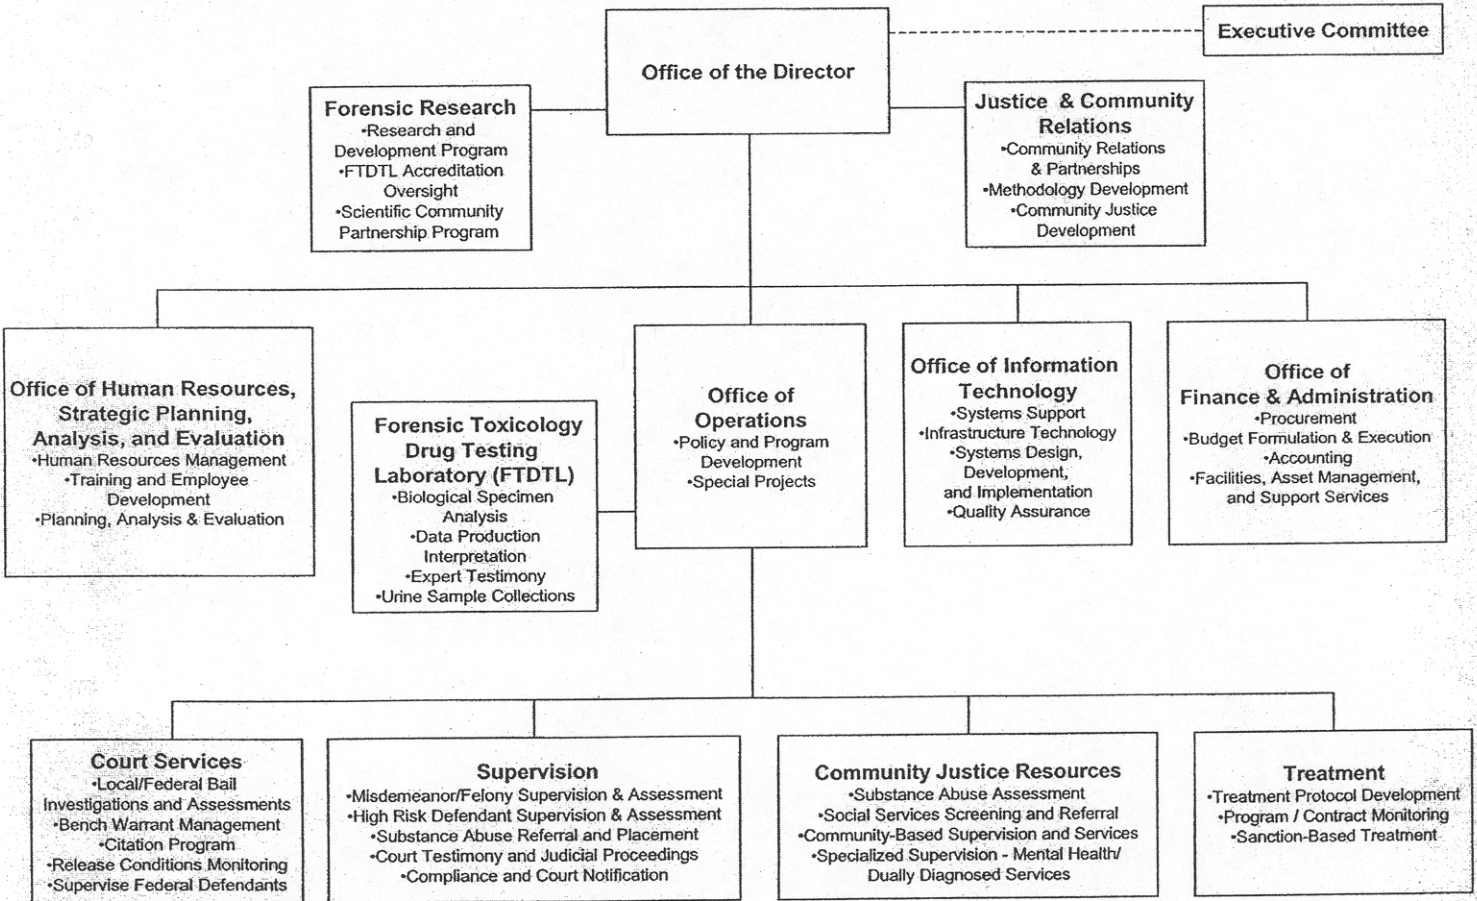 Office of the Director
Executive Committee
Forensic Research
•Research and
Development Program
•FTDTL Accreditation
Oversight
•Scientific Community
Partnership Program
Justice & Community
Relations
•Community Relations
& Partnerships
•Methodology Development
•Community Justice
Development
Office of Human Resources,
Strategic Planning,
Analysis, and Evaluation
•Human Resources Management
•Training and Employee
Development
•Planning, Analysis & Evaluation
Forensic Toxicology
Drug Testing
Laboratory (FTDTL)
•Biological Specimen
Analysis
•Data Production
Interpretation
•Expert Testimony
•Urine Sample Collections
Office of
Operations
•Policy and Program
Development
•Special Projects
Office of Information
Technology
•Systems Support
•Infrastructure Technology
•Systems Design,
Development,
and Implementation
•Quality Assurance
Office of
Finance & Administration
•Procurement
•Budget Formulation & Execution
•Accounting
•Facilities, Asset Management,
and Support Services
Court Services
•Local/Federal Bail
Investigations and Assessments
•Bench Warrant Management
•Citation Program
•Release Conditions Monitoring
•Supervise Federal Defendants
Supervision
•Misdemeanor/Felony Supervision & Assessment
•High Risk Defendant Supervision & Assessment
•Substance Abuse Referral and Placement
•Court Testimony and Judicial Proceedings
•Compliance and Court Notification
Community Justice Resources
•Substance Abuse Assessment
•Social Services Screening and Referral
•Community-Based Supervision and Services
•Specialized Supervision - Mental Health/
Dually Diagnosed Services
Treatment
•Treatment Protocol Development
•Program / Contract Monitoring
•Sanction-Based Treatment